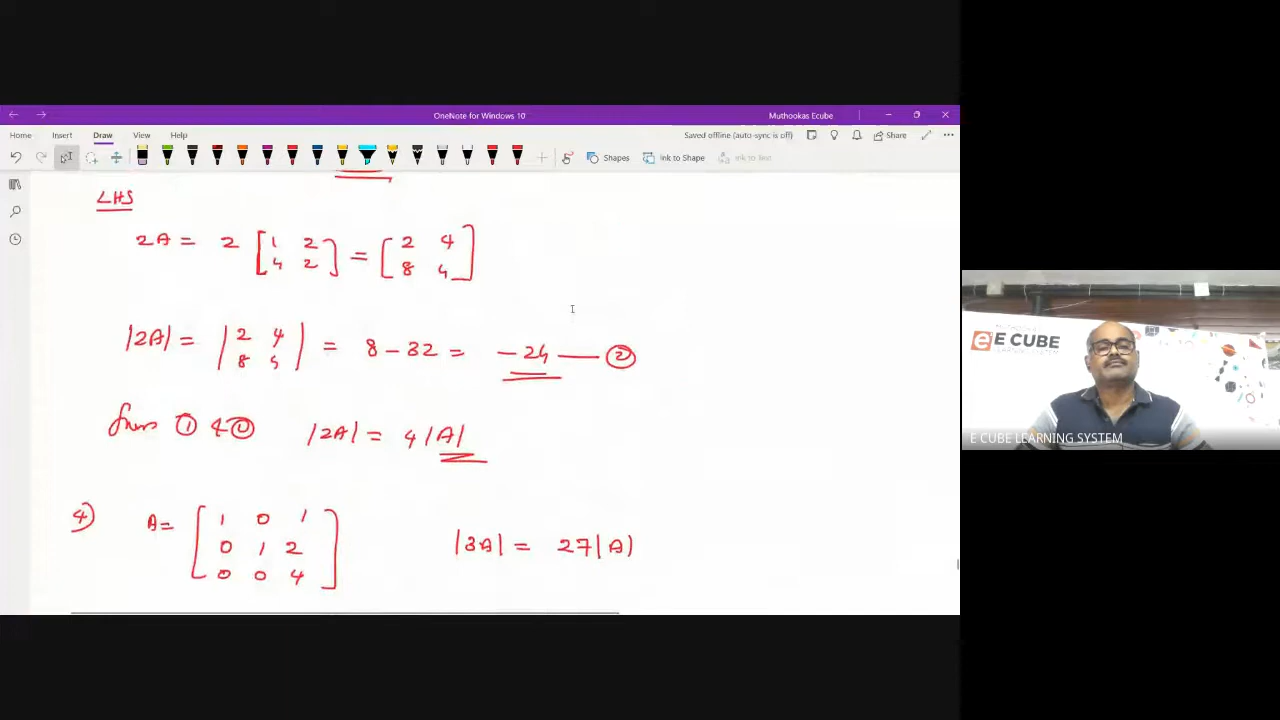 OneNote for Windows 10
Muthookas Ecube
Home Insert Draw View Help
Saved offline (auto-sync is off) Share
Shapes Ink to Shape Ink to Text
LHS
2A = 2 [1 2 = [2 4
4 2] 8 4]
|2A| = |2 4 = 8 - 32 = -24 — ②
8 4|
from ① & ② |2A| = 4|A|
④ A = [1 0 1
0 1 2 |3A| = 27|A|
0 0 4]
MUTHOOKAS
e E CUBE
LEARNING SYSTEM
E CUBE LEARNING SYSTEM